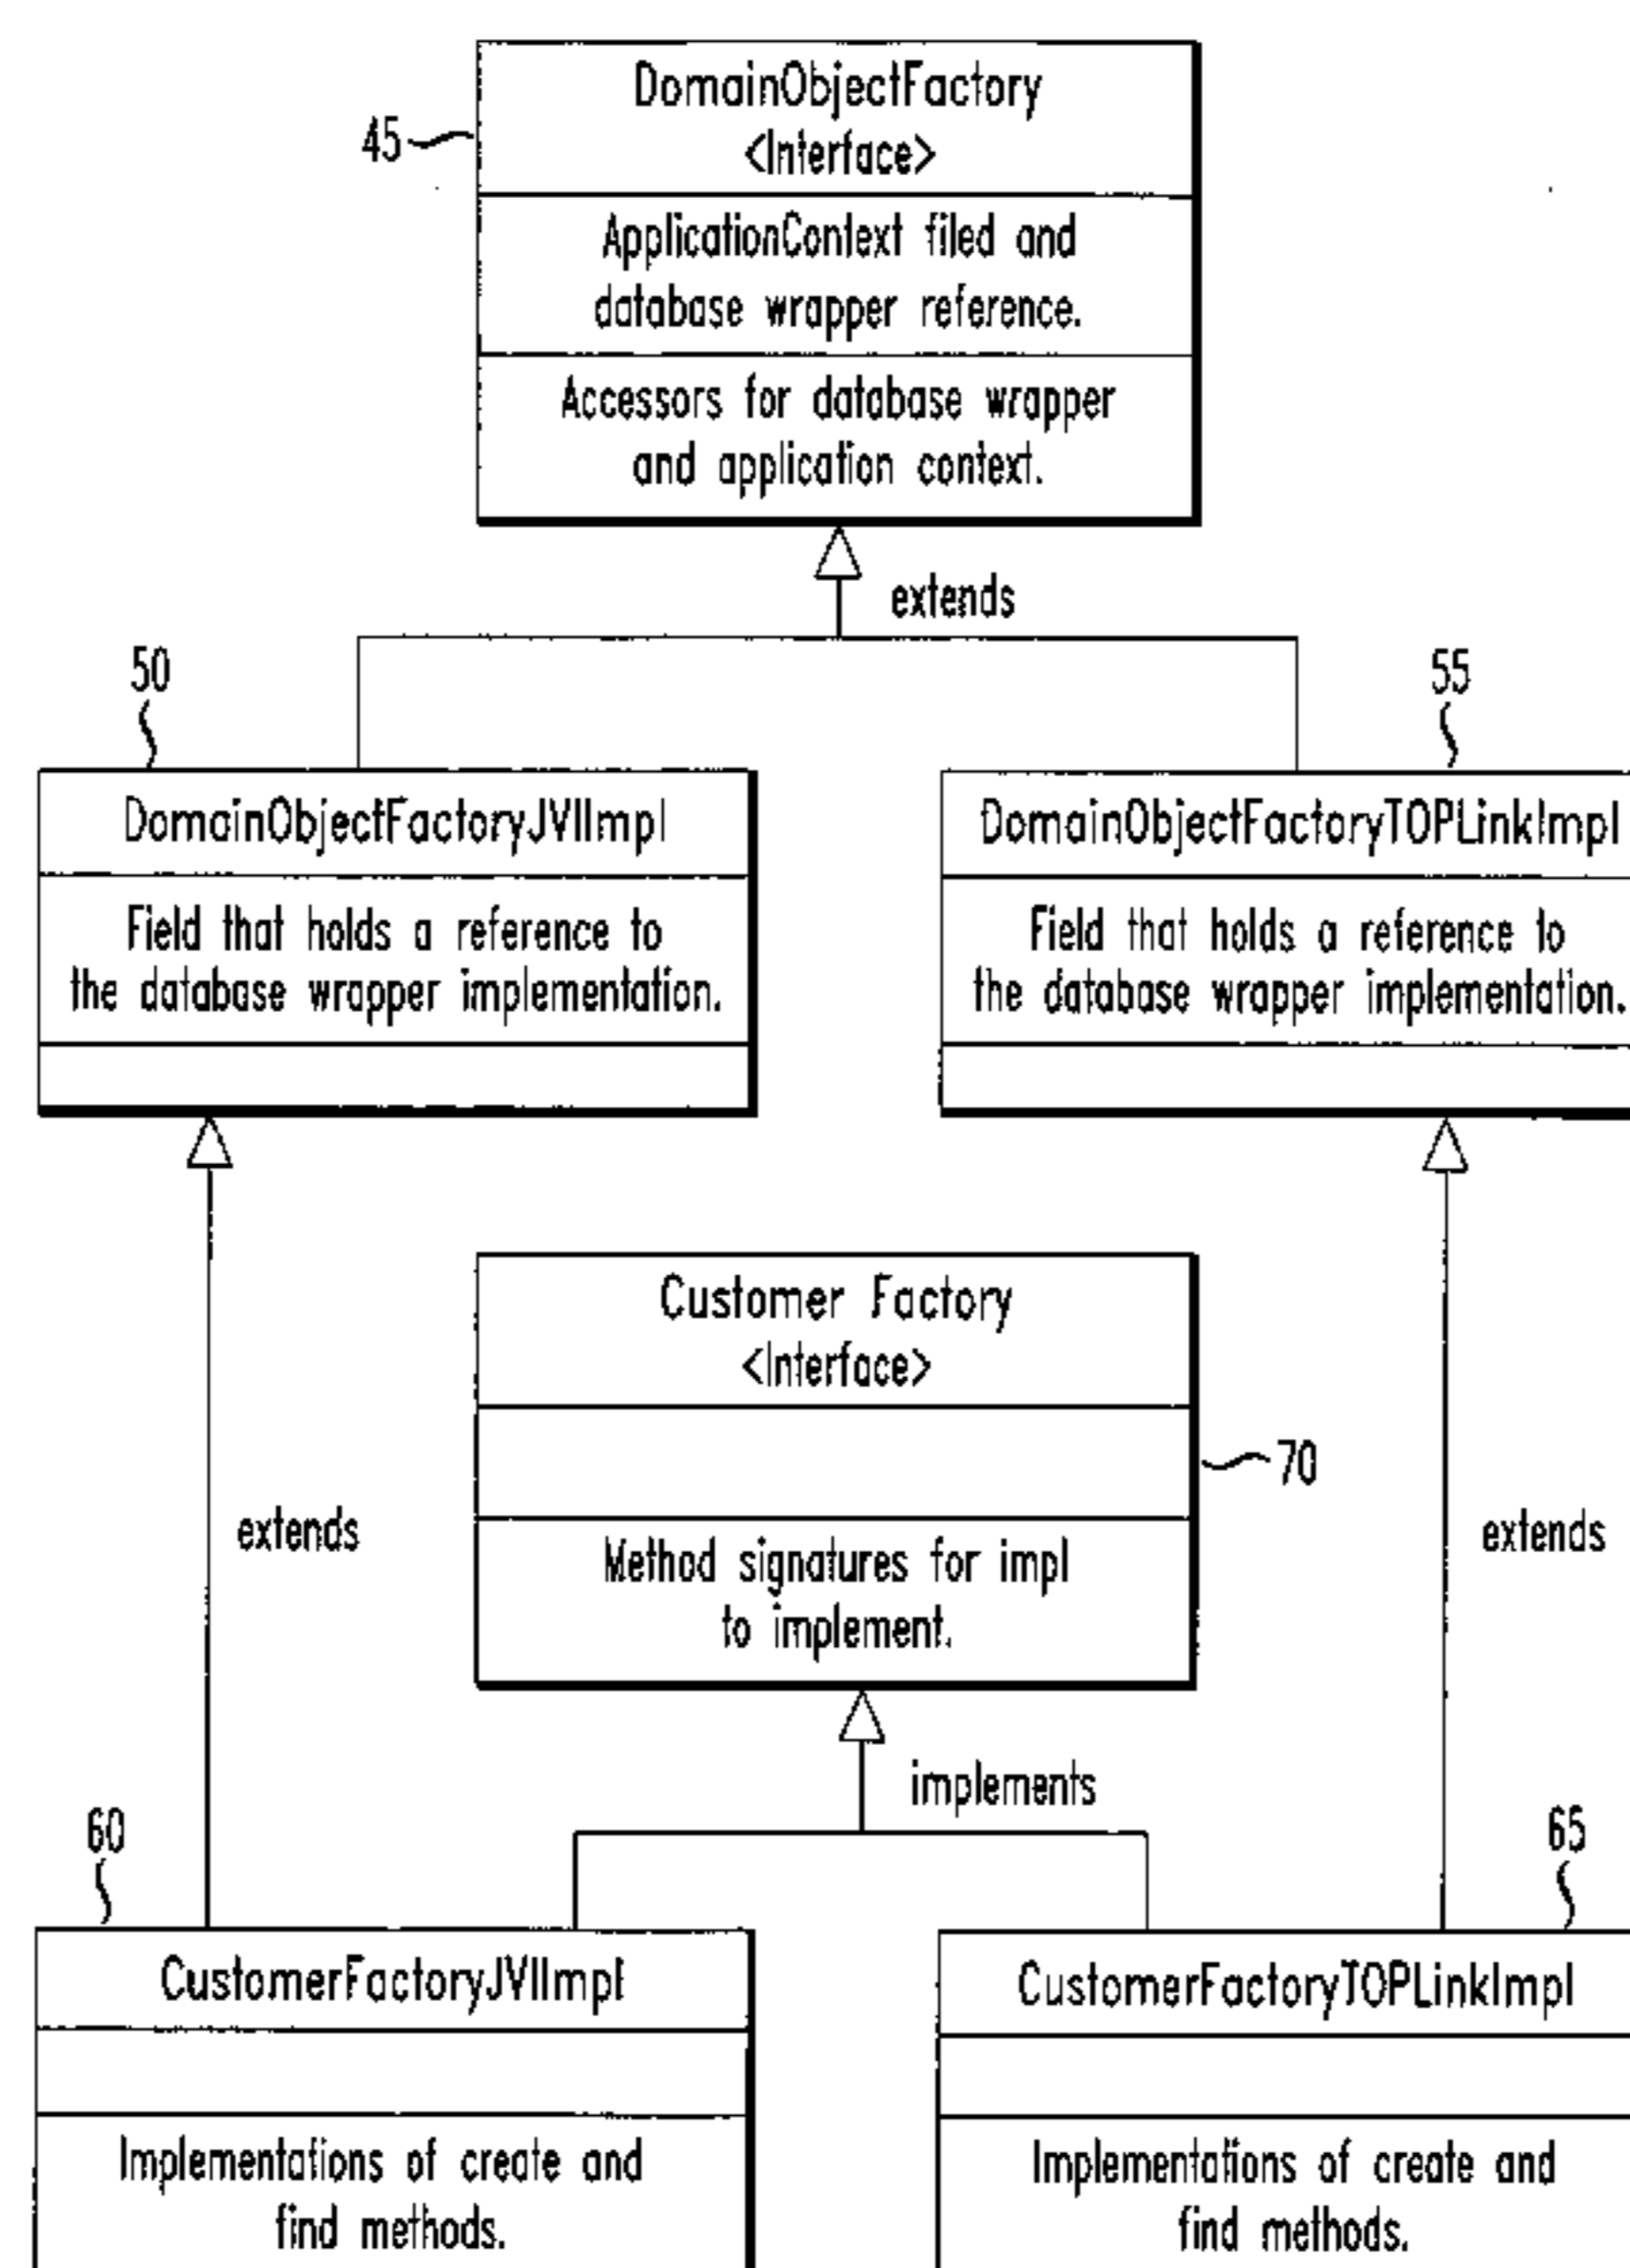 DomainObjectFactory
<Interface>
45
ApplicationContext filed and
database wrapper reference.
Accessors for database wrapper
and application context.
extends
50
55
DomainObjectFactoryJVIImpl
Field that holds a reference to
the database wrapper implementation.
DomainObjectFactoryTOPLinkImpl
Field that holds a reference to
the database wrapper implementation.
Customer Factory
<Interface>
70
Method signatures for impl
to implement.
extends
extends
implements
60
65
CustomerFactoryJVIImpl
Implementations of create and
find methods.
CustomerFactoryTOPLinkImpl
Implementations of create and
find methods.